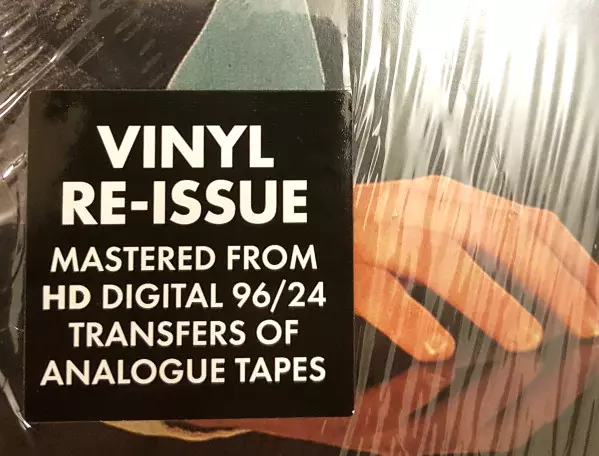 VINYL
RE-ISSUE
MASTERED FROM
HD DIGITAL 96/24
TRANSFERS OF
ANALOGUE TAPES